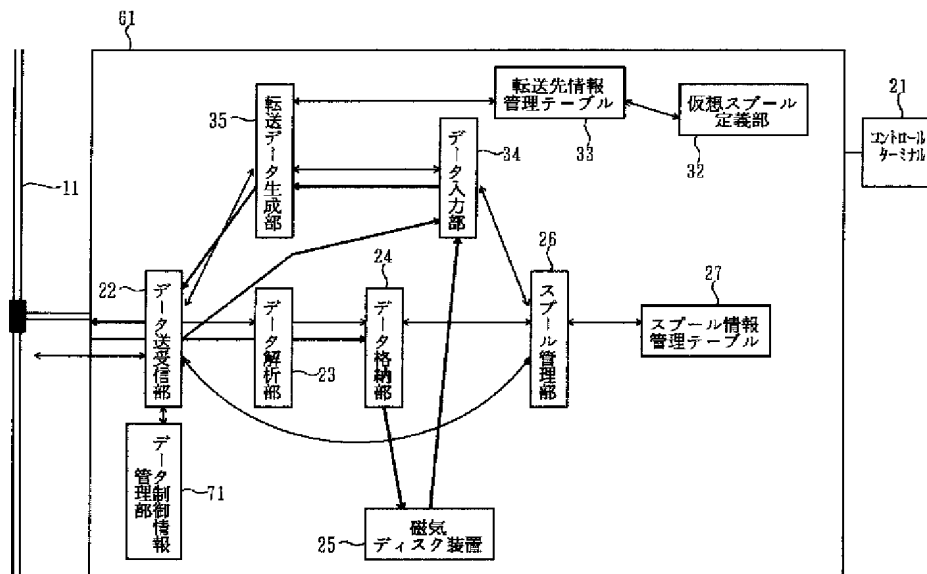 61
転送先情報
管理テーブル
33
仮想スプール
定義部
32
21
コントロール
ターミナル
35
転送データ生成部
34
データ入力部
11
22
データ送受信部
データ解析部
23
24
データ格納部
26
スプール管理部
27
スプール情報
管理テーブル
データ制御情報
管理部
71
25
磁気
ディスク装置